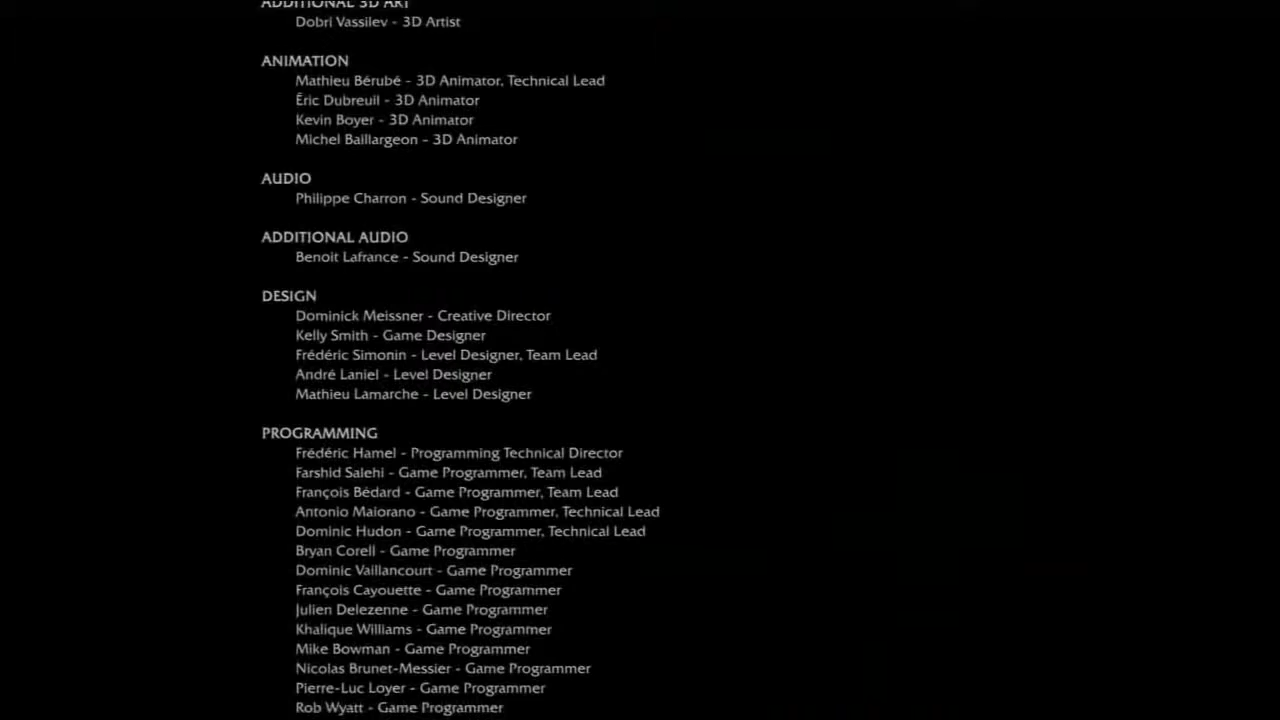 ADDITIONAL 3D ART
Dobri Vassilev - 3D Artist
ANIMATION
Mathieu Bérubé - 3D Animator, Technical Lead
Éric Dubreuil - 3D Animator
Kevin Boyer - 3D Animator
Michel Baillargeon - 3D Animator
AUDIO
Philippe Charron - Sound Designer
ADDITIONAL AUDIO
Benoit Lafrance - Sound Designer
DESIGN
Dominick Meissner - Creative Director
Kelly Smith - Game Designer
Frédéric Simonin - Level Designer, Team Lead
André Laniel - Level Designer
Mathieu Lamarche - Level Designer
PROGRAMMING
Frédéric Hamel - Programming Technical Director
Farshid Salehi - Game Programmer, Team Lead
François Bédard - Game Programmer, Team Lead
Antonio Maiorano - Game Programmer, Technical Lead
Dominic Hudon - Game Programmer, Technical Lead
Bryan Corell - Game Programmer
Dominic Vaillancourt - Game Programmer
François Cayouette - Game Programmer
Julien Delezenne - Game Programmer
Khalique Williams - Game Programmer
Mike Bowman - Game Programmer
Nicolas Brunet-Messier - Game Programmer
Pierre-Luc Loyer - Game Programmer
Rob Wyatt - Game Programmer